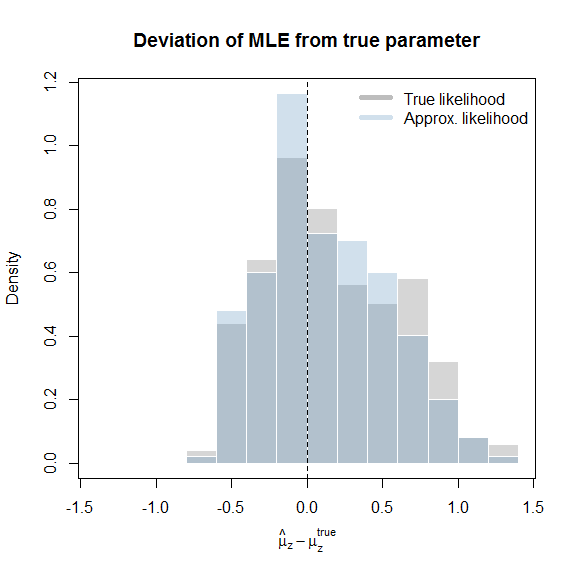 Deviation of MLE from true parameter
True likelihood
Approx. likelihood
Density
0.0 0.2 0.4 0.6 0.8 1.0 1.2
-1.5 -1.0 -0.5 0.0 0.5 1.0 1.5
μ̂_z − μ_z^true